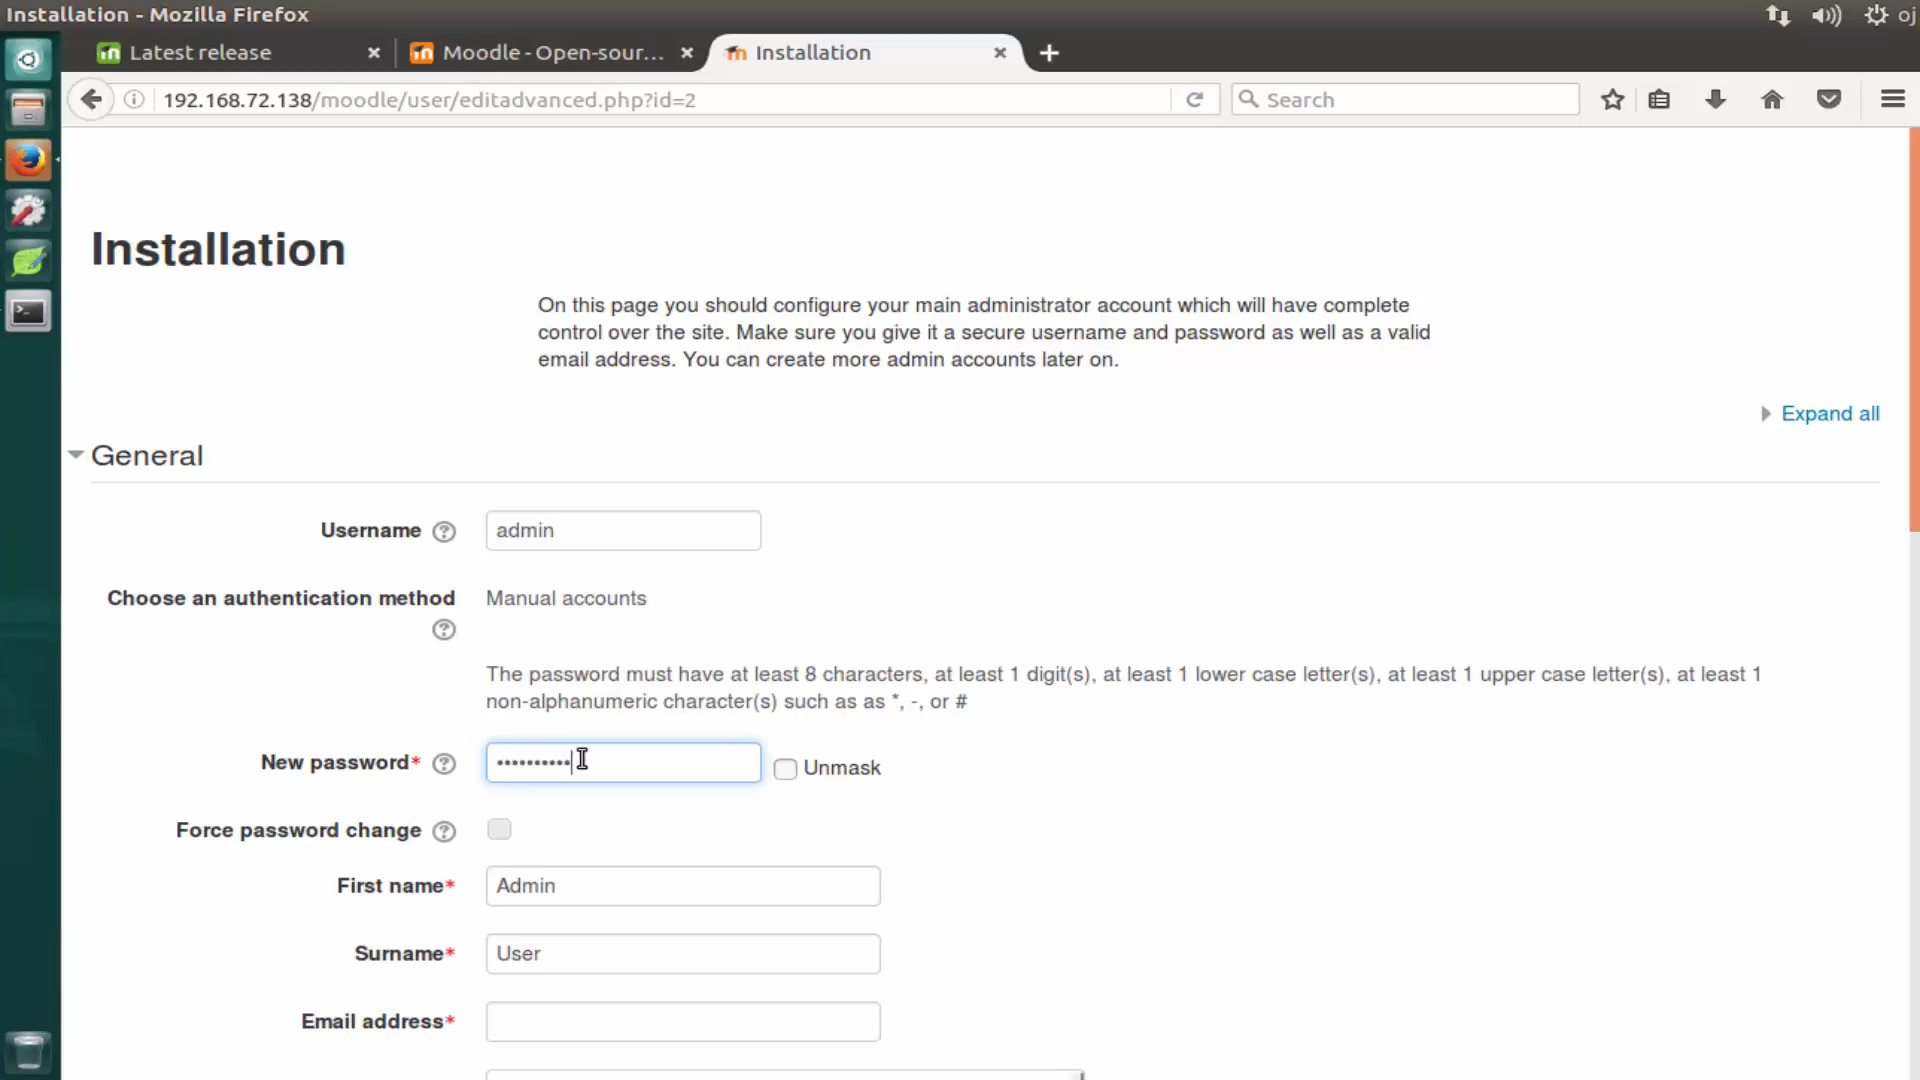 Installation - Mozilla Firefox
oj
Latest release
Moodle - Open-sour...
Installation
192.168.72.138/moodle/user/editadvanced.php?id=2
Search
Installation
On this page you should configure your main administrator account which will have complete
control over the site. Make sure you give it a secure username and password as well as a valid
email address. You can create more admin accounts later on.
Expand all
General
Username
admin
Choose an authentication method
Manual accounts
The password must have at least 8 characters, at least 1 digit(s), at least 1 lower case letter(s), at least 1 upper case letter(s), at least 1
non-alphanumeric character(s) such as as *, -, or #
New password*
••••••••••
Unmask
Force password change
First name*
Admin
Surname*
User
Email address*